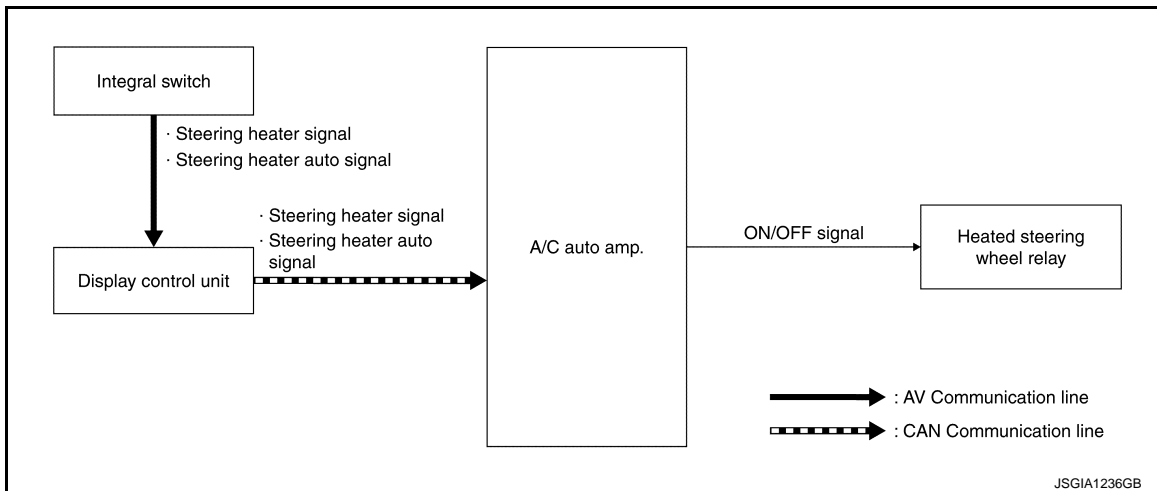 Integral switch
· Steering heater signal
· Steering heater auto signal
· Steering heater signal
· Steering heater auto
signal
Display control unit
A/C auto amp.
ON/OFF signal
Heated steering
wheel relay
: AV Communication line
: CAN Communication line
JSGIA1236GB